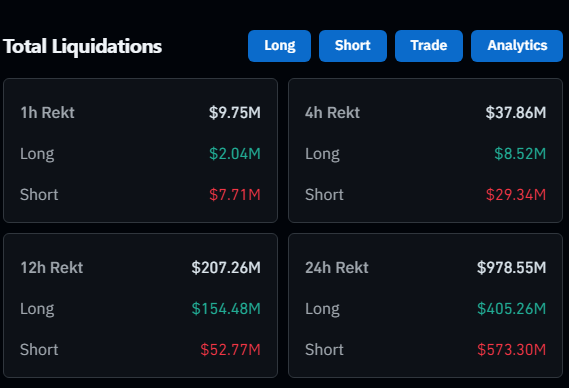 Total Liquidations Long Short Trade Analytics
1h Rekt $9.75M
Long $2.04M
Short $7.71M
4h Rekt $37.86M
Long $8.52M
Short $29.34M
12h Rekt $207.26M
Long $154.48M
Short $52.77M
24h Rekt $978.55M
Long $405.26M
Short $573.30M